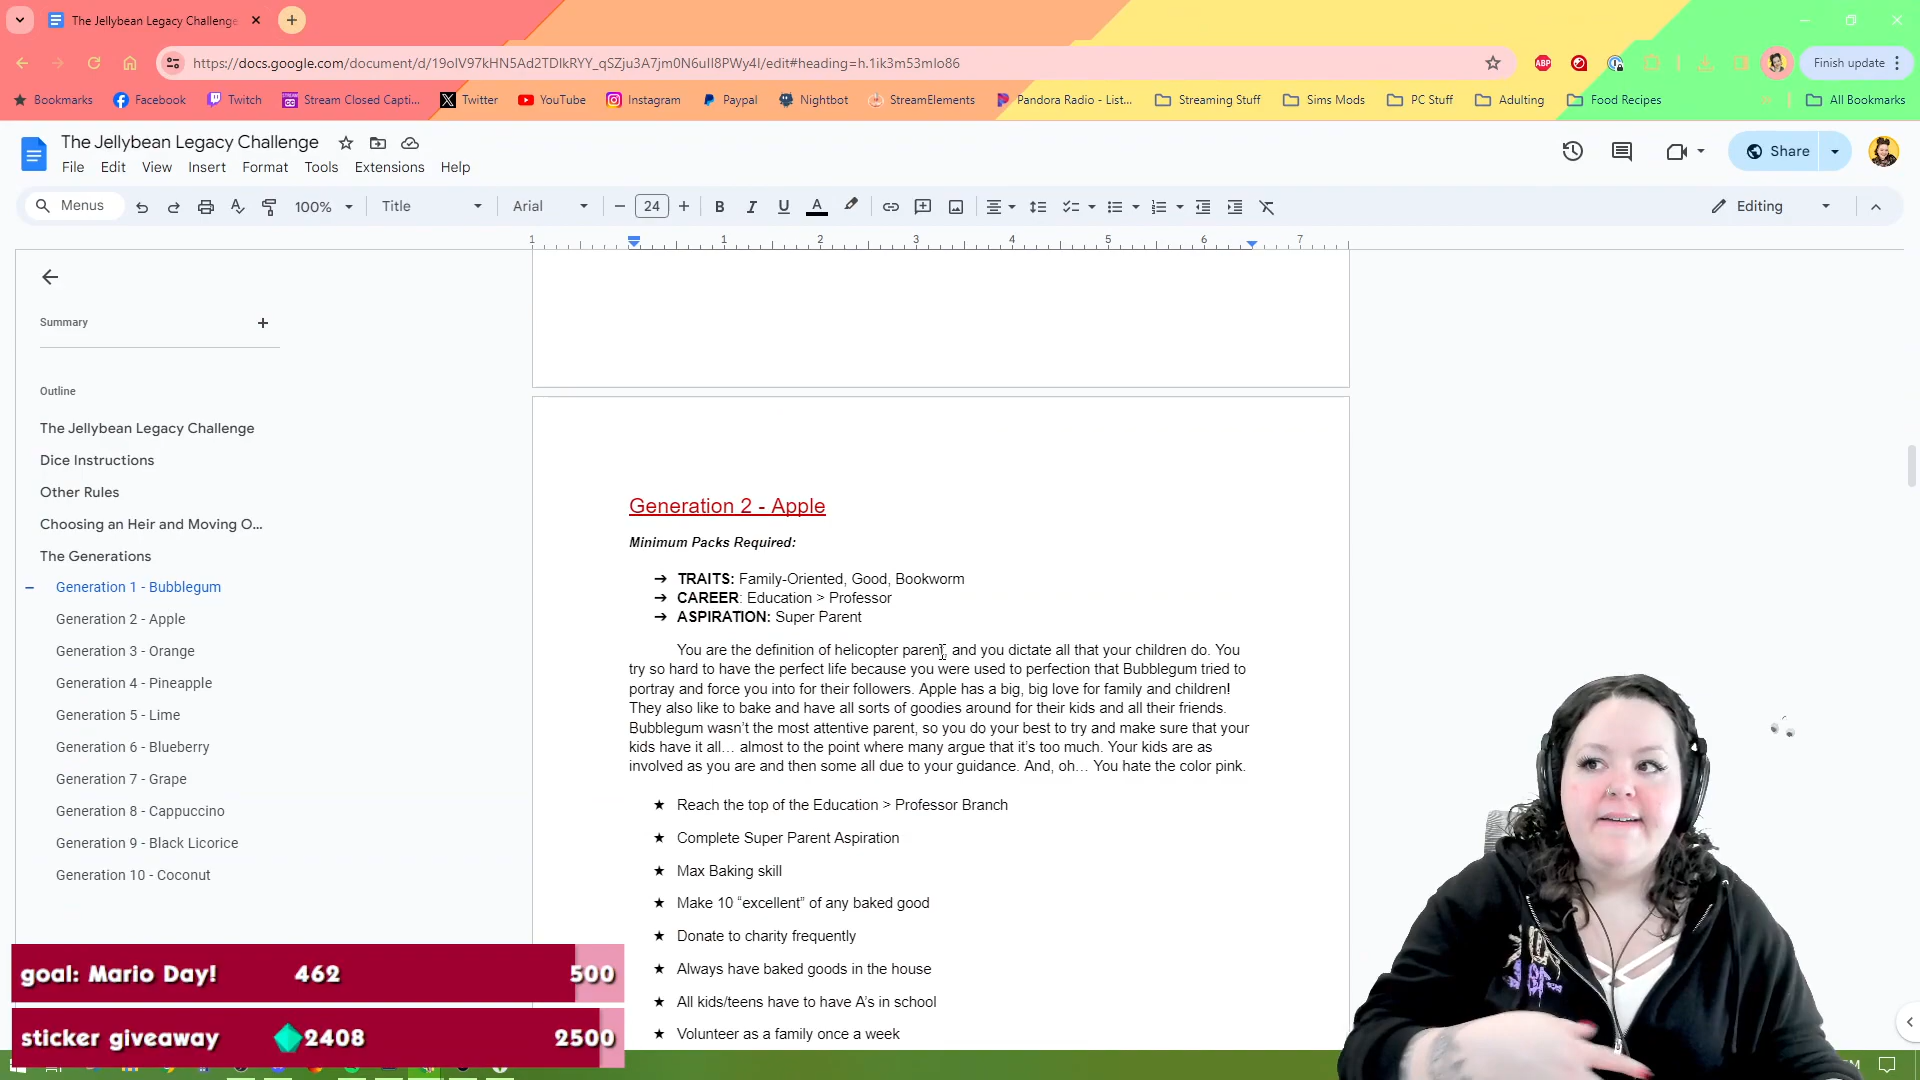 The Jellybean Legacy Challenge
https://docs.google.com/document/d/19olV97kHN5Ad2TDlkRYY_qSZju3A7jm0N6uIl8PWy4I/edit#heading=h.1ik3m53mlo86
ABP
Finish update
Bookmarks Facebook Twitch Stream Closed Capti... Twitter YouTube Instagram Paypal Nightbot StreamElements Pandora Radio - List... Streaming Stuff Sims Mods PC Stuff Adulting Food Recipes All Bookmarks
The Jellybean Legacy Challenge
File Edit View Insert Format Tools Extensions Help
Share
Menus 100% Title Arial 24 B I U A Editing
1 1 2 3 4 5 6 7
Summary
Outline
The Jellybean Legacy Challenge
Dice Instructions
Other Rules
Choosing an Heir and Moving O...
The Generations
Generation 1 - Bubblegum
Generation 2 - Apple
Generation 3 - Orange
Generation 4 - Pineapple
Generation 5 - Lime
Generation 6 - Blueberry
Generation 7 - Grape
Generation 8 - Cappuccino
Generation 9 - Black Licorice
Generation 10 - Coconut
Generation 2 - Apple
Minimum Packs Required:
➔ TRAITS: Family-Oriented, Good, Bookworm
➔ CAREER: Education > Professor
➔ ASPIRATION: Super Parent
You are the definition of helicopter parent, and you dictate all that your children do. You
try so hard to have the perfect life because you were used to perfection that Bubblegum tried to
portray and force you into for their followers. Apple has a big, big love for family and children!
They also like to bake and have all sorts of goodies around for their kids and all their friends.
Bubblegum wasn't the most attentive parent, so you do your best to try and make sure that your
kids have it all… almost to the point where many argue that it's too much. Your kids are as
involved as you are and then some all due to your guidance. And, oh… You hate the color pink.
★ Reach the top of the Education > Professor Branch
★ Complete Super Parent Aspiration
★ Max Baking skill
★ Make 10 “excellent” of any baked good
★ Donate to charity frequently
★ Always have baked goods in the house
★ All kids/teens have to have A's in school
★ Volunteer as a family once a week
goal: Mario Day! 462 500
sticker giveaway 2408 2500